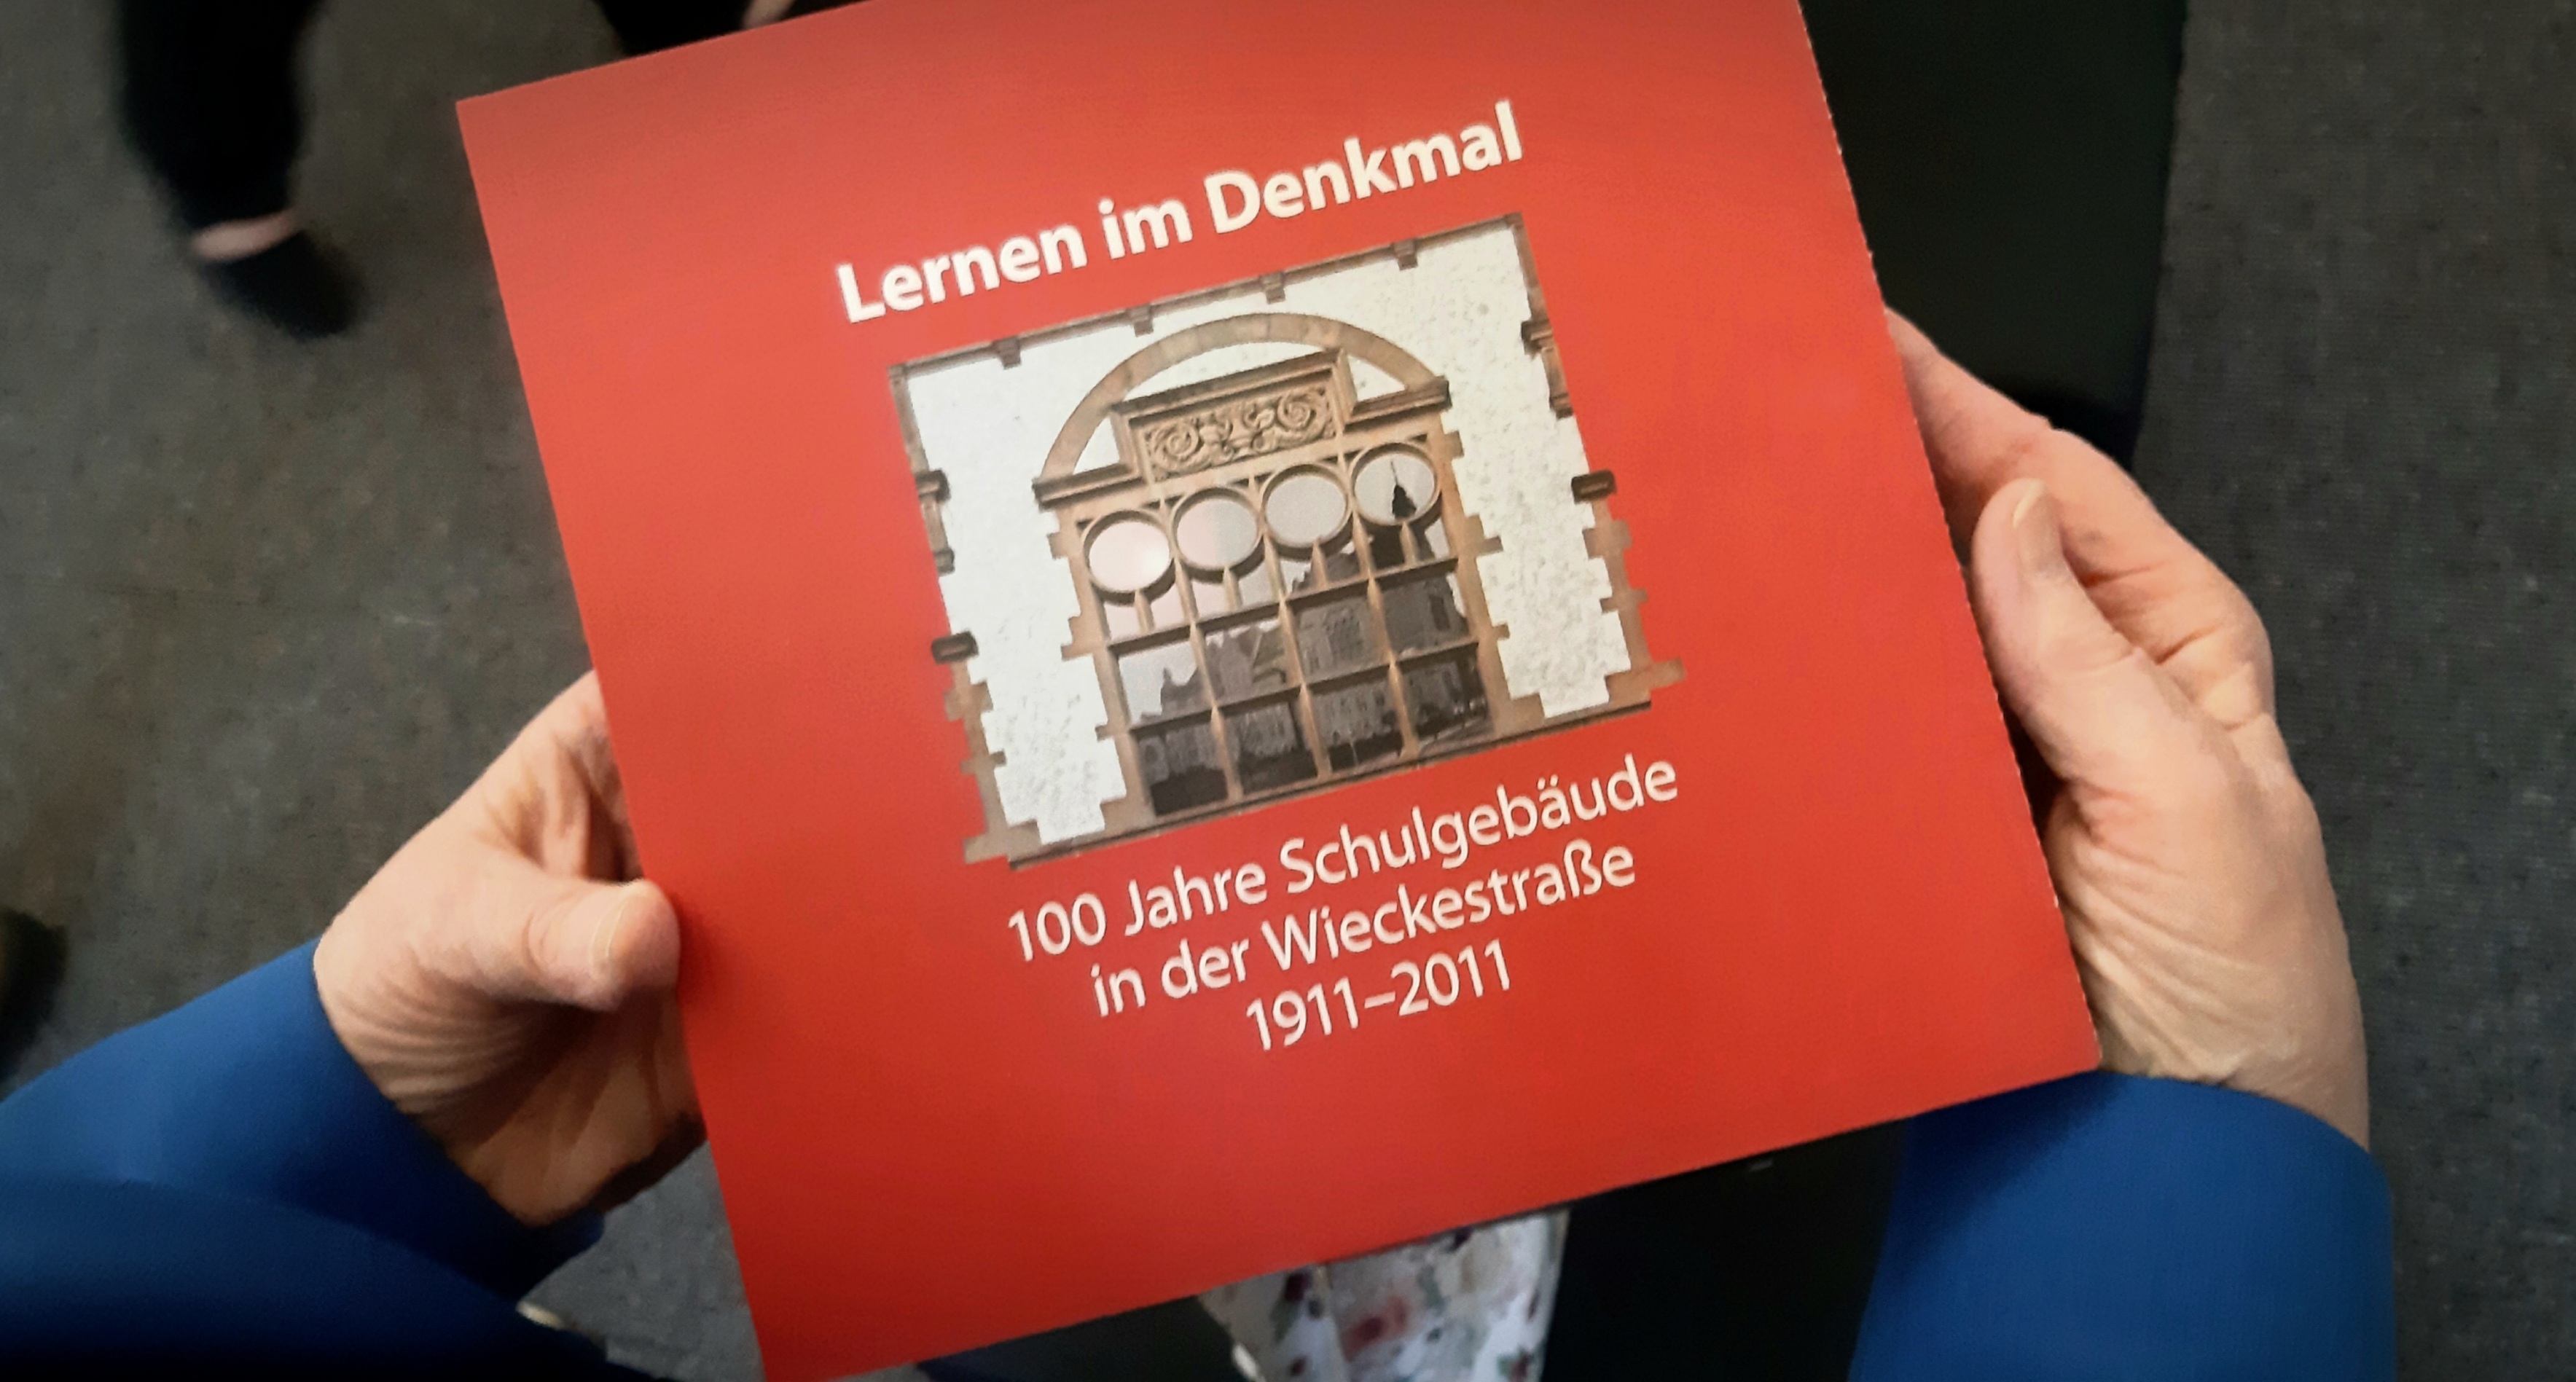 Lernen im Denkmal
100 Jahre Schulgebäude
in der Wieckestraße
1911–2011